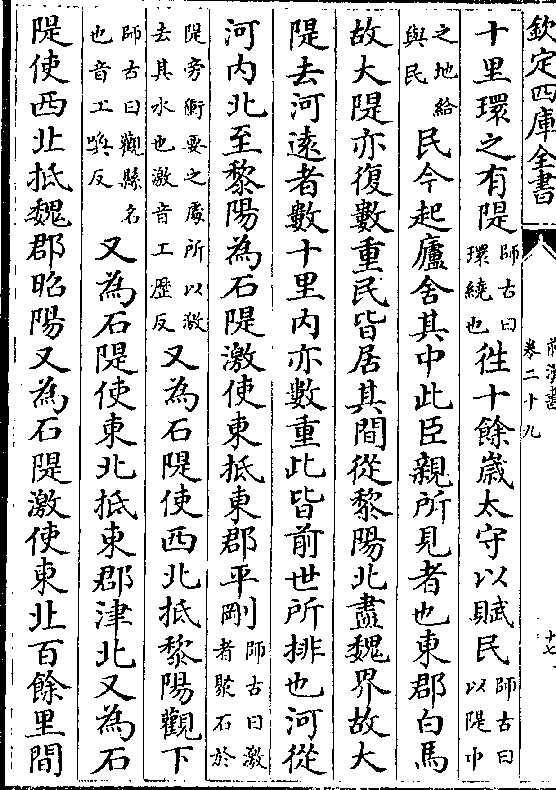 欽定四庫全書
前漢書
卷二十九
十七
十里環之有隄師古曰環繞也徃十餘嵗太守以賦民師古曰以隄中
之地給與民民今起廬舍其中此臣親所見者也東郡白馬
故大隄亦復數重民皆居其間從黎陽北盡魏界故大
隄去河遠者數十里内亦數重此皆前世所排也河從
河内北至黎陽為石隄激使東抵東郡平剛師古曰激者聚石於
隄旁衝要之處所以激去其水也激音工歷反又為石隄使西北抵黎陽觀下
師古曰觀縣名也音工喚反又為石隄使東北抵東郡津北又為石
隄使西北抵魏郡昭陽又為石隄激使東北百餘里間